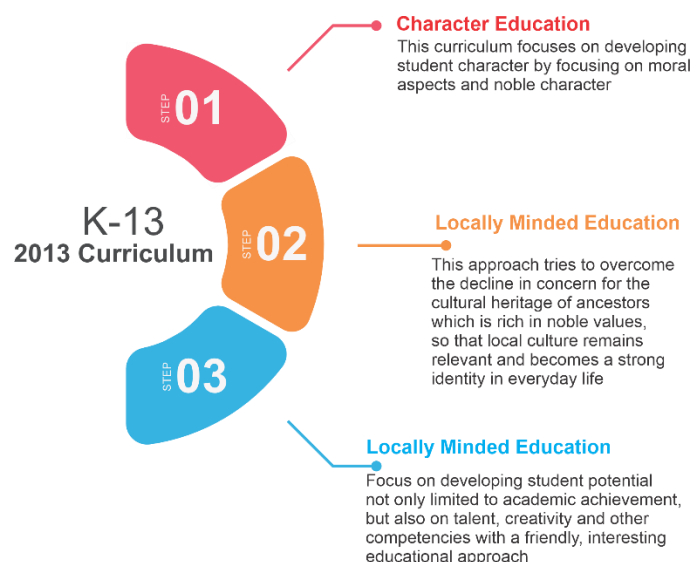 Character Education
This curriculum focuses on developing
student character by focusing on moral
aspects and noble character
STEP 01
K-13
2013 Curriculum
STEP 02
Locally Minded Education
This approach tries to overcome
the decline in concern for the
cultural heritage of ancestors
which is rich in noble values,
so that local culture remains
relevant and becomes a strong
identity in everyday life
STEP 03
Locally Minded Education
Focus on developing student potential
not only limited to academic achievement,
but also on talent, creativity and other
competencies with a friendly, interesting
educational approach